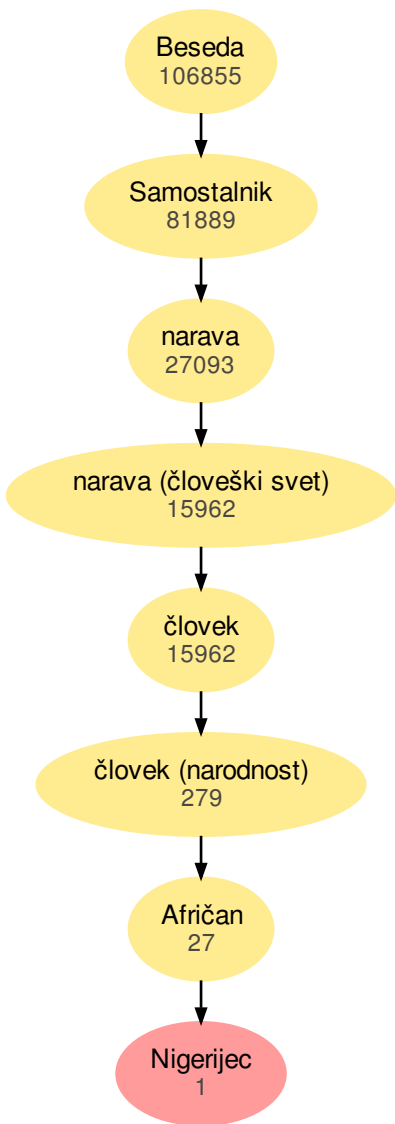 Beseda
106855
Samostalnik
81889
narava
27093
narava (človeški svet)
15962
človek
15962
človek (narodnost)
279
Afričan
27
Nigerijec
1